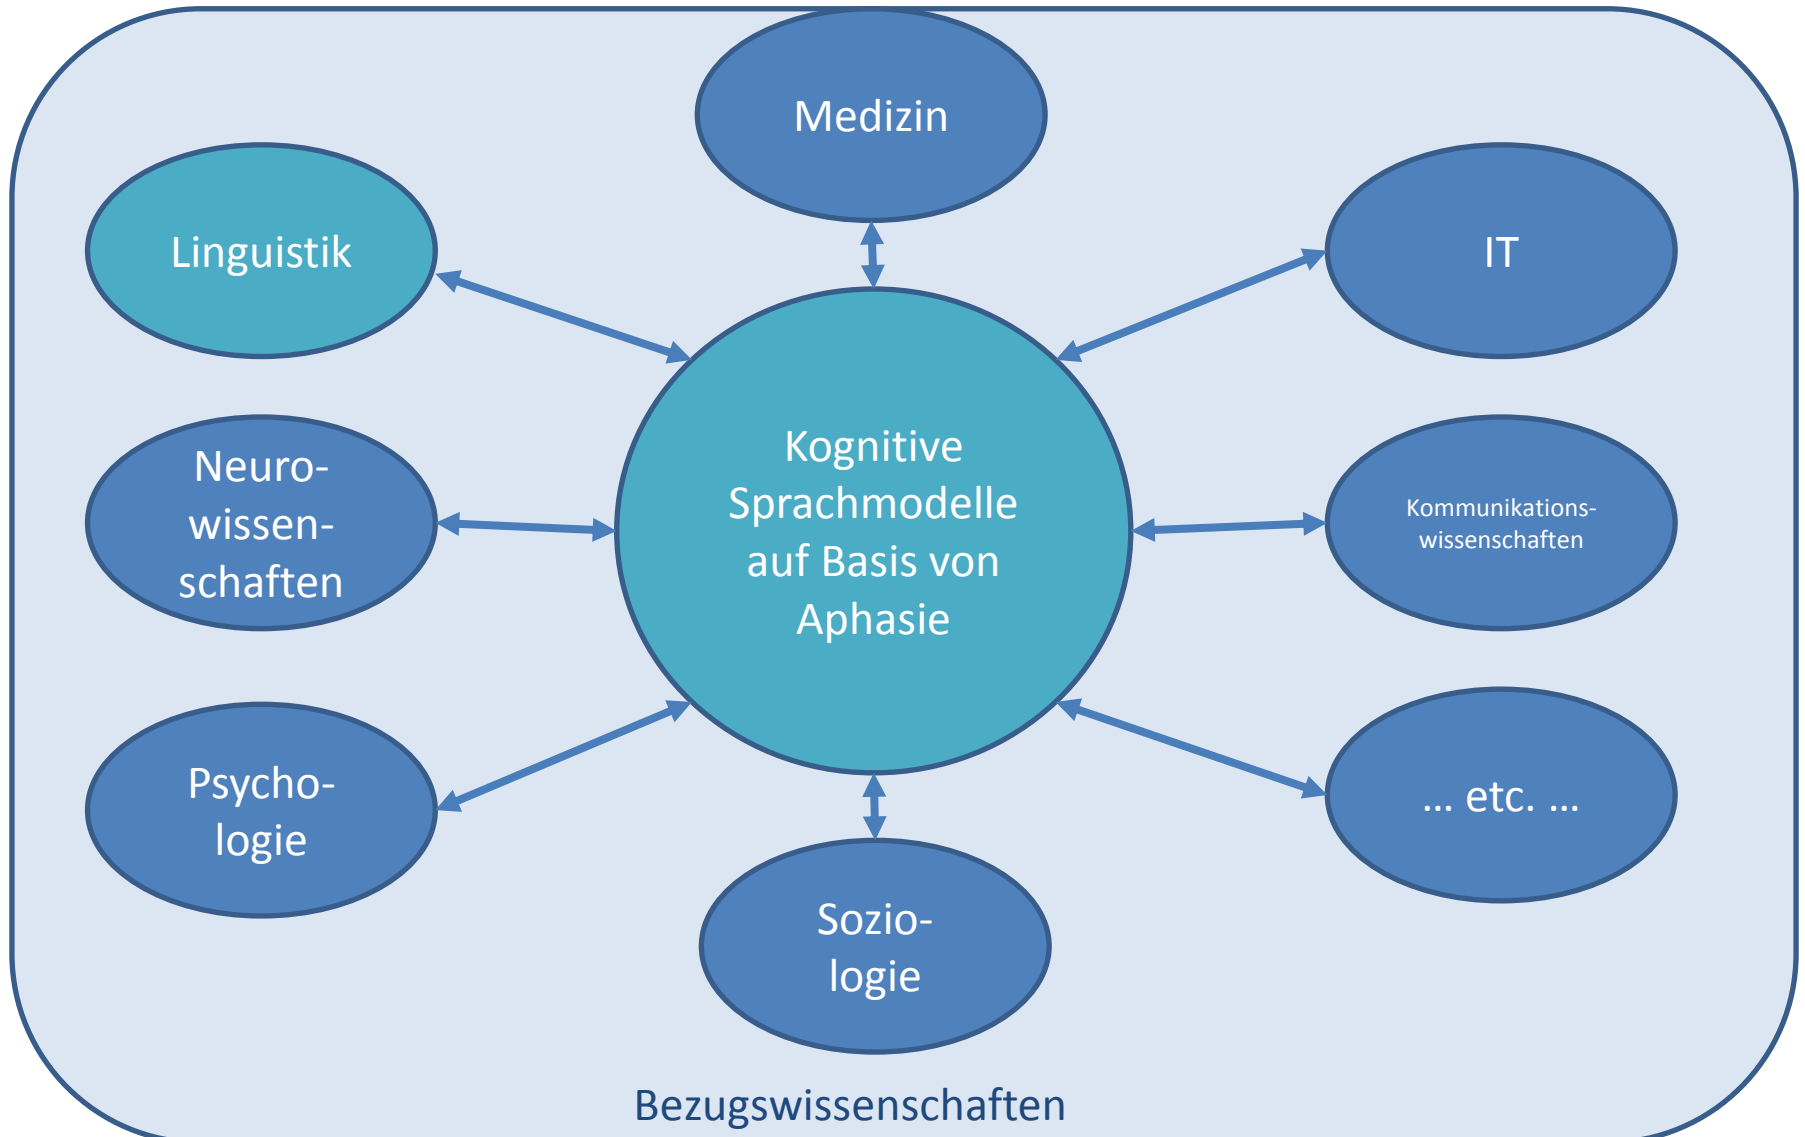 Medizin
Linguistik
IT
Neuro-
wissen-
schaften
Kognitive
Sprachmodelle
auf Basis von
Aphasie
Kommunikations-
wissenschaften
Psycho-
logie
... etc. ...
Sozio-
logie
Bezugswissenschaften